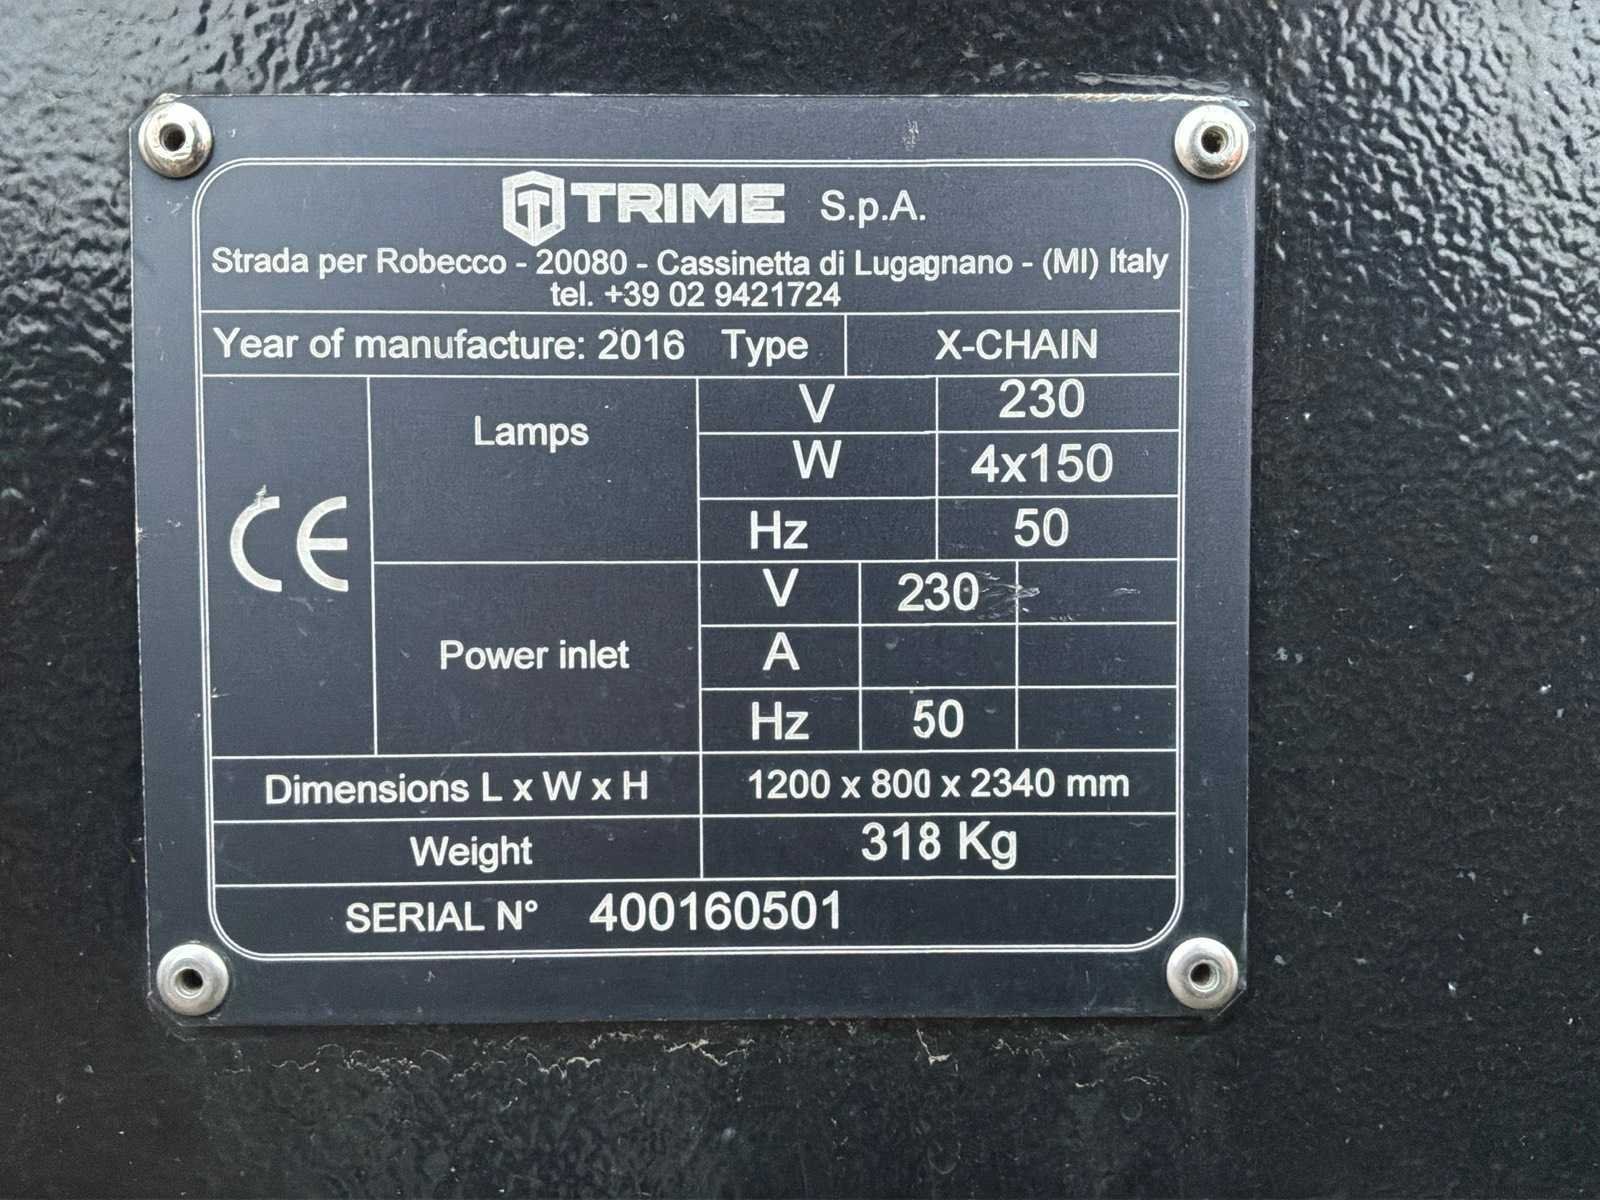 TRIME S.p.A.
Strada per Robecco - 20080 - Cassinetta di Lugagnano - (MI) Italy
tel. +39 02 9421724
Year of manufacture: 2016 Type X-CHAIN
CE
Lamps
V 230
W 4x150
Hz 50
Power inlet
V 230
A
Hz 50
Dimensions L x W x H 1200 x 800 x 2340 mm
Weight 318 Kg
SERIAL N° 400160501